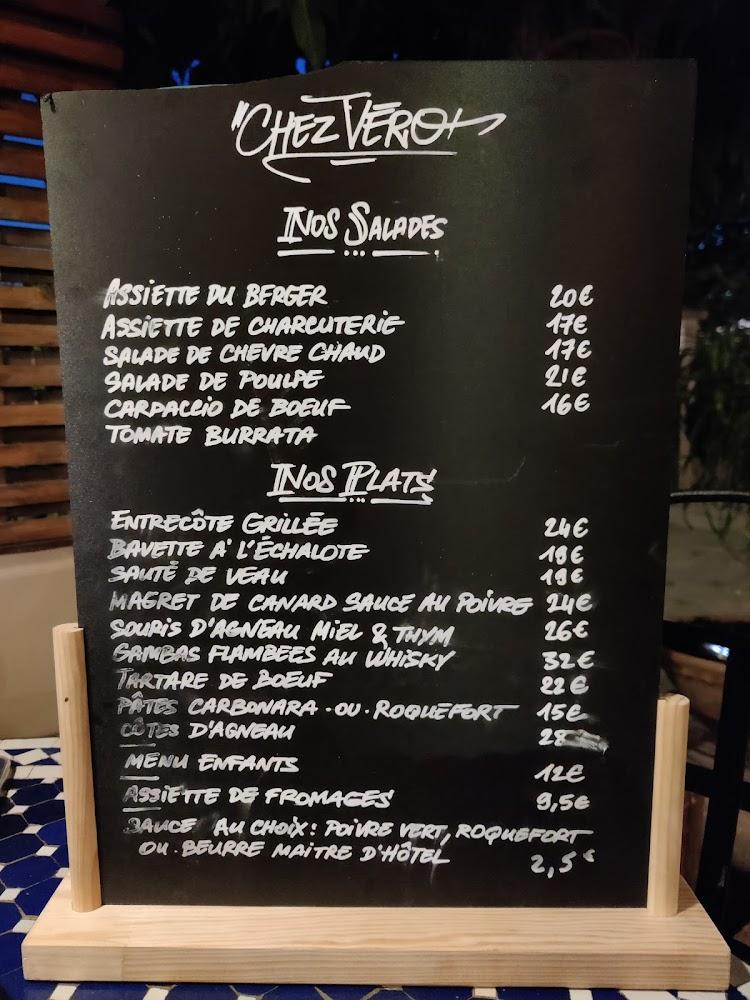 "CHEZ VÉRO"
NOS SALADES
ASSIETTE DU BERGER 20€
ASSIETTE DE CHARCUTERIE 17€
SALADE DE CHEVRE CHAUD 17€
SALADE DE POULPE 21€
CARPACCIO DE BOEUF 16€
TOMATE BURRATA
NOS PLATS
ENTRECÔTE GRILLÉE 24€
BAVETTE A' L'ÉCHALOTE 19€
SAUTÉ DE VEAU 19€
MAGRET DE CANARD SAUCE AU POIVRE 24€
SOURIS D'AGNEAU MIEL & THYM 26€
GAMBAS FLAMBEES AU WHISKY 32€
TARTARE DE BOEUF 22€
PÂTES CARBONARA · OU · ROQUEFORT 15€
CÔTES D'AGNEAU 28
MENU ENFANTS 12€
ASSIETTE DE FROMAGES 9,5€
SAUCE AU CHOIX: POIVRE VERT, ROQUEFORT
OU · BEURRE MAITRE D'HÔTEL 2,5€